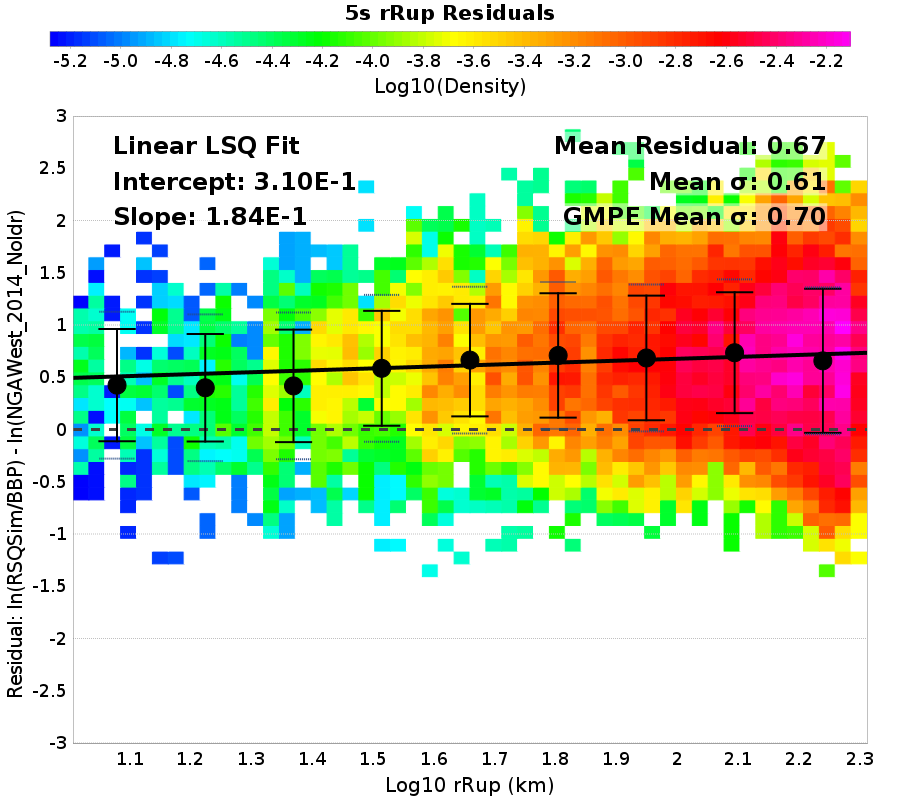 5s rRup Residuals
-5.2 -5.0 -4.8 -4.6 -4.4 -4.2 -4.0 -3.8 -3.6 -3.4 -3.2 -3.0 -2.8 -2.6 -2.4 -2.2
Log10(Density)
Linear LSQ Fit
Intercept: 3.10E-1
Slope: 1.84E-1
Mean Residual: 0.67
Mean σ: 0.61
GMPE Mean σ: 0.70
Residual: ln(RSQSim/BBP) - ln(NGAWest_2014_NoIdr)
3
2.5
2
1.5
1
0.5
0
-0.5
-1
-1.5
-2
-2.5
-3
1.1 1.2 1.3 1.4 1.5 1.6 1.7 1.8 1.9 2 2.1 2.2 2.3
Log10 rRup (km)